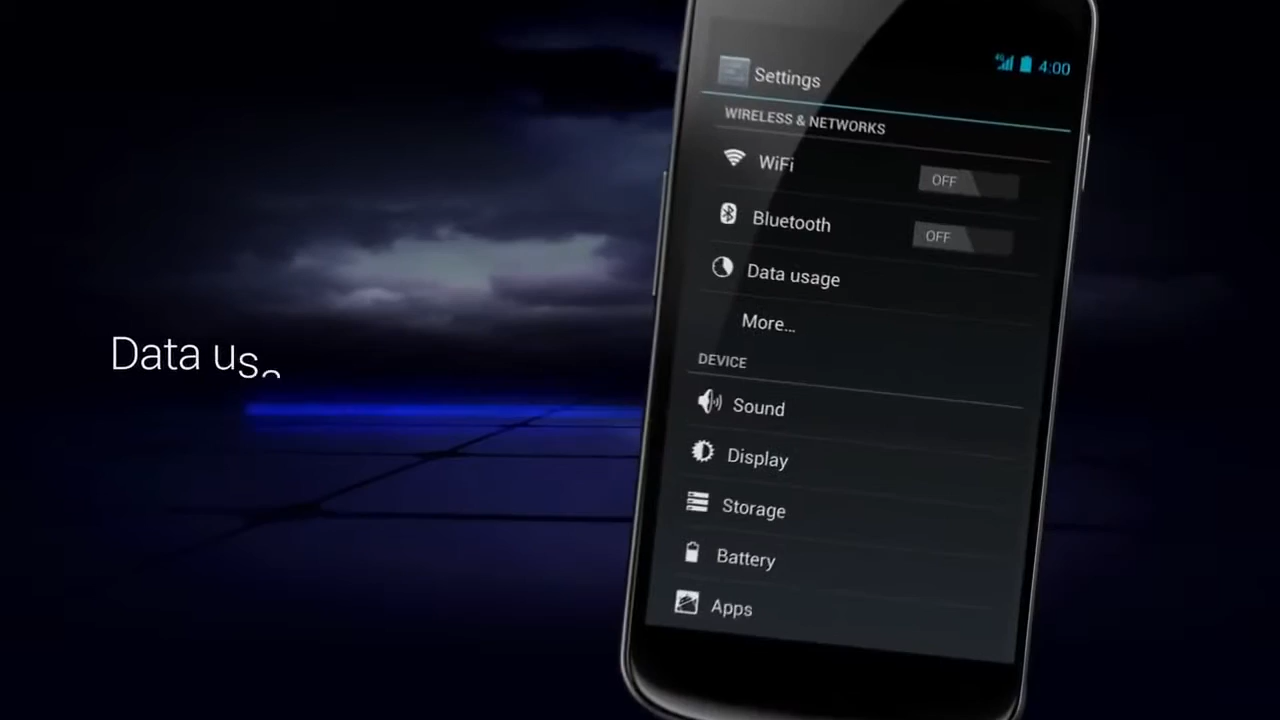 Settings
4G 4:00
WIRELESS & NETWORKS
WiFi OFF
Bluetooth OFF
Data usage
More...
DEVICE
Sound
Display
Storage
Battery
Apps
Data us